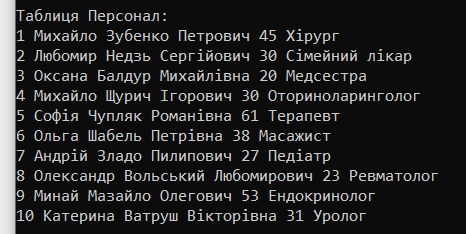 Таблиця Персонал:
1 Михайло Зубенко Петрович 45 Хірург
2 Любомир Недзь Сергійович 30 Сімейний лікар
3 Оксана Балдур Михайлівна 20 Медсестра
4 Михайло Щурич Ігорович 30 Оториноларинголог
5 Софія Чупляк Романівна 61 Терапевт
6 Ольга Шабель Петрівна 38 Масажист
7 Андрій Зладо Пилипович 27 Педіатр
8 Олександр Вольський Любомирович 23 Ревматолог
9 Минай Мазайло Олегович 53 Ендокринолог
10 Катерина Ватруш Вікторівна 31 Уролог